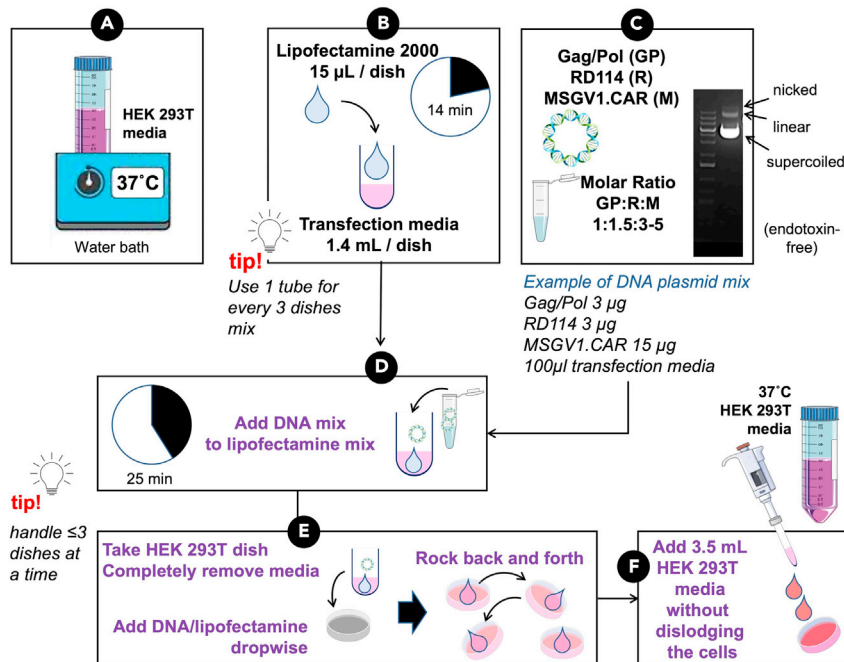 A
HEK 293T
media
37°C
Water bath
B
Lipofectamine 2000
15 µL / dish
14 min
Transfection media
1.4 mL / dish
tip!
Use 1 tube for
every 3 dishes
mix
C
Gag/Pol (GP)
RD114 (R)
MSGV1.CAR (M)
Molar Ratio
GP:R:M
1:1.5:3-5
nicked
linear
supercoiled
(endotoxin-
free)
Example of DNA plasmid mix
Gag/Pol 3 µg
RD114 3 µg
MSGV1.CAR 15 µg
100µl transfection media
D
25 min
Add DNA mix
to lipofectamine mix
tip!
handle ≤3
dishes at
a time
E
Take HEK 293T dish
Completely remove media
Add DNA/lipofectamine
dropwise
Rock back and forth
37°C
HEK 293T
media
F
Add 3.5 mL
HEK 293T
media
without
dislodging
the cells